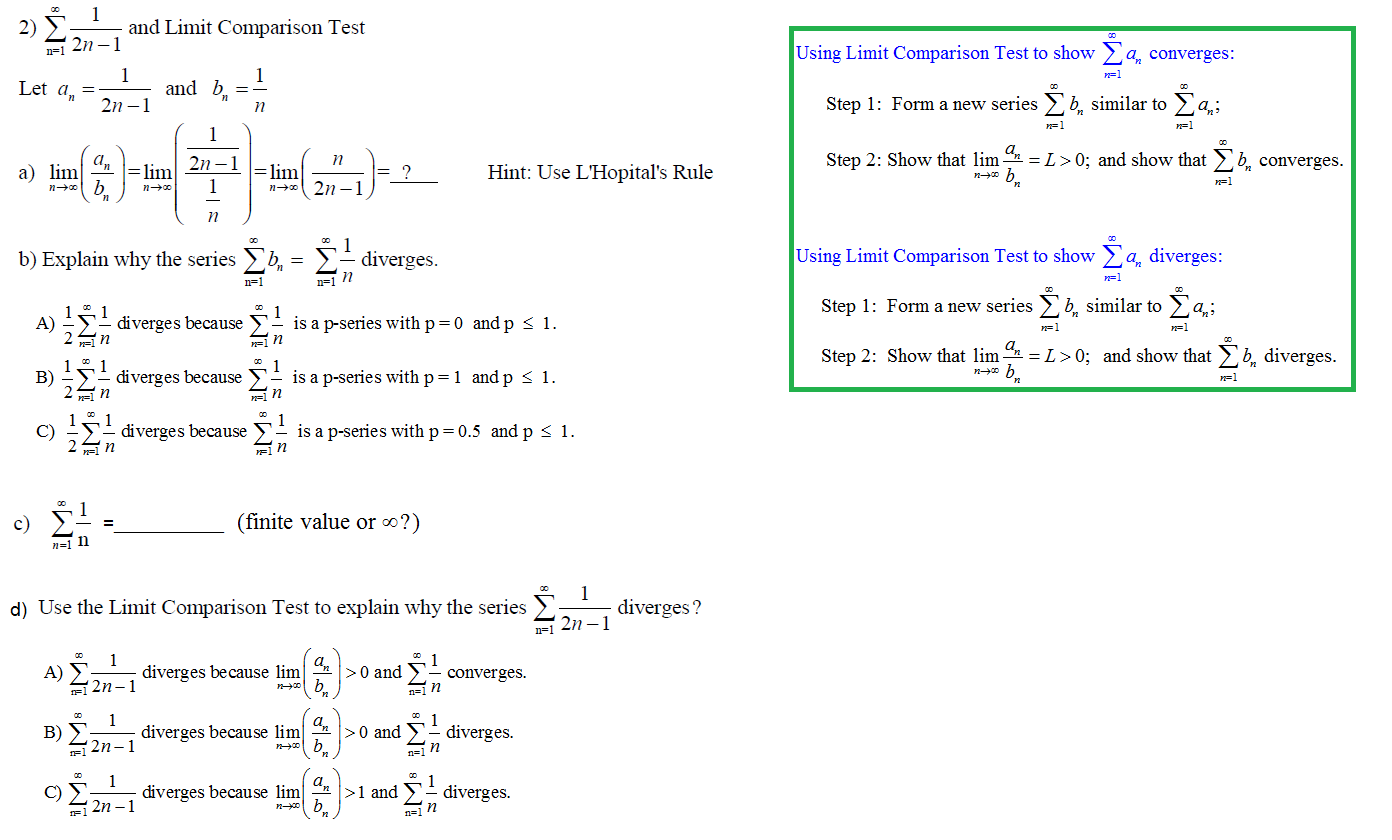 2) $\sum_{n=1}^{\infty} \frac{1}{2n-1}$ and Limit Comparison Test
Let $a_n = \frac{1}{2n-1}$ and $b_n = \frac{1}{n}$
a) $\lim_{n\to\infty}\left(\frac{a_n}{b_n}\right) = \lim_{n\to\infty}\left(\frac{\frac{1}{2n-1}}{\frac{1}{n}}\right) = \lim_{n\to\infty}\left(\frac{n}{2n-1}\right) =$ _?___ Hint: Use L'Hopital's Rule
b) Explain why the series $\sum_{n=1}^{\infty} b_n = \sum_{n=1}^{\infty} \frac{1}{n}$ diverges.
A) $\frac{1}{2}\sum_{n=1}^{\infty} \frac{1}{n}$ diverges because $\sum_{n=1}^{\infty} \frac{1}{n}$ is a p-series with p = 0 and p ≤ 1.
B) $\frac{1}{2}\sum_{n=1}^{\infty} \frac{1}{n}$ diverges because $\sum_{n=1}^{\infty} \frac{1}{n}$ is a p-series with p = 1 and p ≤ 1.
C) $\frac{1}{2}\sum_{n=1}^{\infty} \frac{1}{n}$ diverges because $\sum_{n=1}^{\infty} \frac{1}{n}$ is a p-series with p = 0.5 and p ≤ 1.
c) $\sum_{n=1}^{\infty} \frac{1}{n}$ = __________ (finite value or ∞?)
d) Use the Limit Comparison Test to explain why the series $\sum_{n=1}^{\infty} \frac{1}{2n-1}$ diverges?
A) $\sum_{n=1}^{\infty} \frac{1}{2n-1}$ diverges because $\lim_{n\to\infty}\left(\frac{a_n}{b_n}\right) > 0$ and $\sum_{n=1}^{\infty} \frac{1}{n}$ converges.
B) $\sum_{n=1}^{\infty} \frac{1}{2n-1}$ diverges because $\lim_{n\to\infty}\left(\frac{a_n}{b_n}\right) > 0$ and $\sum_{n=1}^{\infty} \frac{1}{n}$ diverges.
C) $\sum_{n=1}^{\infty} \frac{1}{2n-1}$ diverges because $\lim_{n\to\infty}\left(\frac{a_n}{b_n}\right) > 1$ and $\sum_{n=1}^{\infty} \frac{1}{n}$ diverges.
Using Limit Comparison Test to show $\sum_{n=1}^{\infty} a_n$ converges:
Step 1: Form a new series $\sum_{n=1}^{\infty} b_n$ similar to $\sum_{n=1}^{\infty} a_n$;
Step 2: Show that $\lim_{n\to\infty} \frac{a_n}{b_n} = L > 0$; and show that $\sum_{n=1}^{\infty} b_n$ converges.
Using Limit Comparison Test to show $\sum_{n=1}^{\infty} a_n$ diverges:
Step 1: Form a new series $\sum_{n=1}^{\infty} b_n$ similar to $\sum_{n=1}^{\infty} a_n$;
Step 2: Show that $\lim_{n\to\infty} \frac{a_n}{b_n} = L > 0$; and show that $\sum_{n=1}^{\infty} b_n$ diverges.